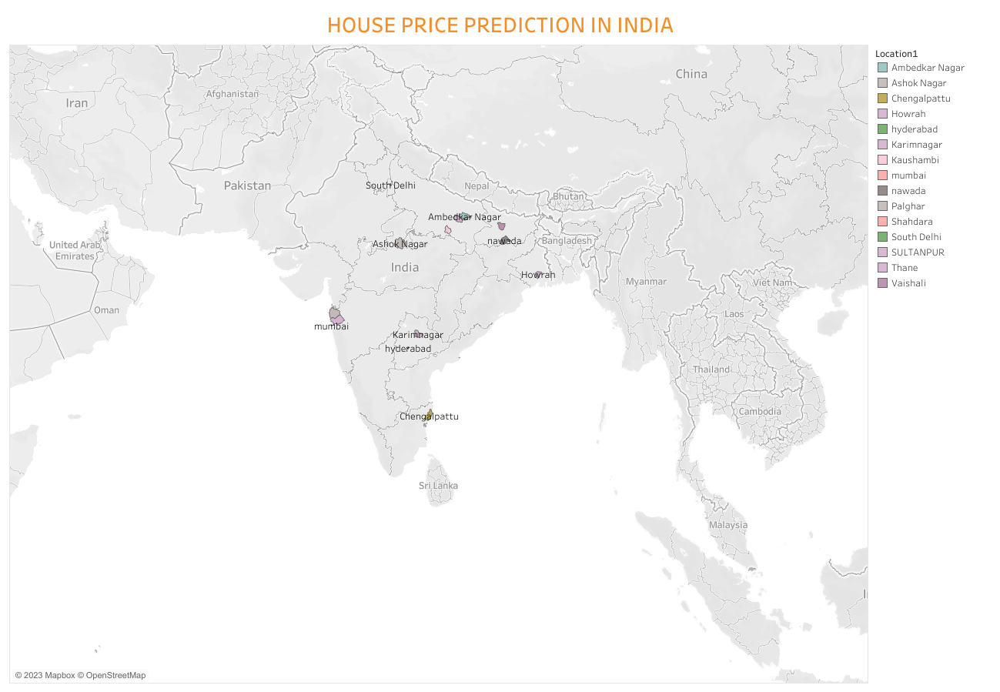 HOUSE PRICE PREDICTION IN INDIA
Location1
Ambedkar Nagar
Ashok Nagar
Chengalpattu
Howrah
hyderabad
Karimnagar
Kaushambi
mumbai
nawada
Palghar
Shahdara
South Delhi
SULTANPUR
Thane
Vaishali
China
Afghanistan
Iran
Pakistan
South Delhi
Nepal
Bhutan
Ambedkar Nagar
United Arab
Emirates
Ashok Nagar
nawada
Bangladesh
India
Howrah
Myanmar
Viet Nam
Oman
Laos
mumbai
Karimnagar
hyderabad
Thailand
Cambodia
Chengalpattu
Sri Lanka
Malaysia
© 2023 Mapbox © OpenStreetMap